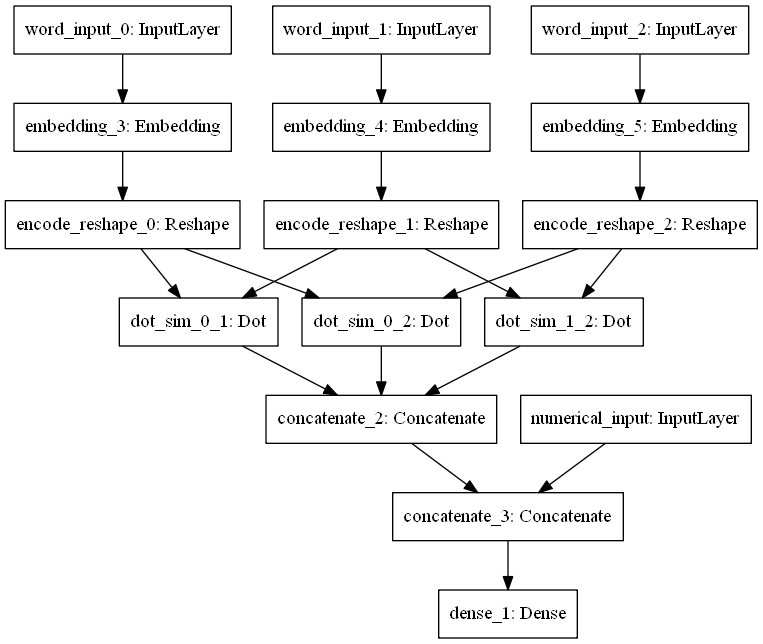 word_input_0: InputLayer
word_input_1: InputLayer
word_input_2: InputLayer
embedding_3: Embedding
embedding_4: Embedding
embedding_5: Embedding
encode_reshape_0: Reshape
encode_reshape_1: Reshape
encode_reshape_2: Reshape
dot_sim_0_1: Dot
dot_sim_0_2: Dot
dot_sim_1_2: Dot
concatenate_2: Concatenate
numerical_input: InputLayer
concatenate_3: Concatenate
dense_1: Dense